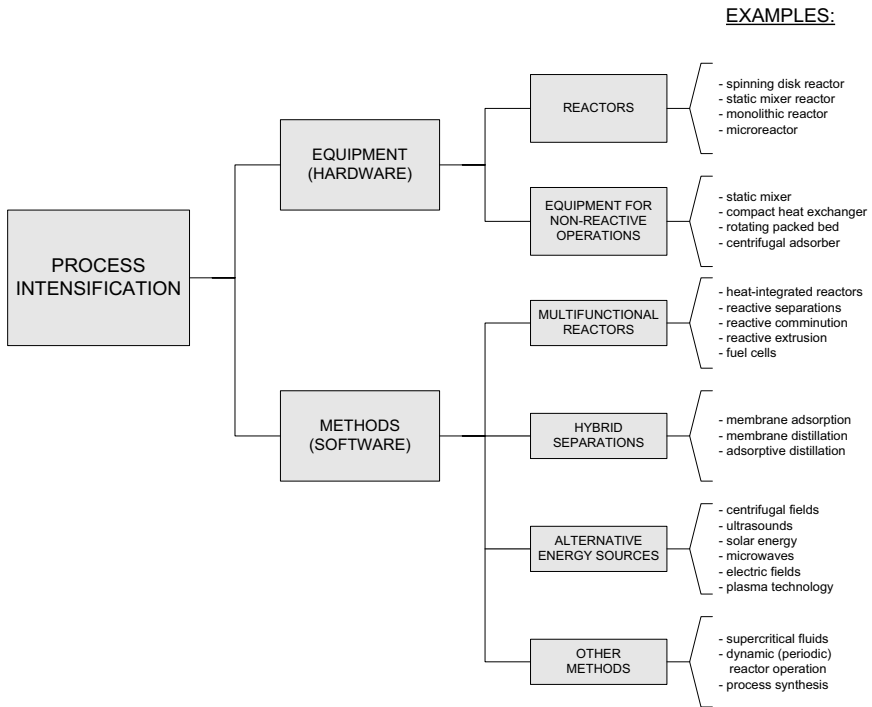 EXAMPLES:
PROCESS
INTENSIFICATION
EQUIPMENT
(HARDWARE)
REACTORS
- spinning disk reactor
- static mixer reactor
- monolithic reactor
- microreactor
EQUIPMENT FOR
NON-REACTIVE
OPERATIONS
- static mixer
- compact heat exchanger
- rotating packed bed
- centrifugal adsorber
METHODS
(SOFTWARE)
MULTIFUNCTIONAL
REACTORS
- heat-integrated reactors
- reactive separations
- reactive comminution
- reactive extrusion
- fuel cells
HYBRID
SEPARATIONS
- membrane adsorption
- membrane distillation
- adsorptive distillation
ALTERNATIVE
ENERGY SOURCES
- centrifugal fields
- ultrasounds
- solar energy
- microwaves
- electric fields
- plasma technology
OTHER
METHODS
- supercritical fluids
- dynamic (periodic)
reactor operation
- process synthesis